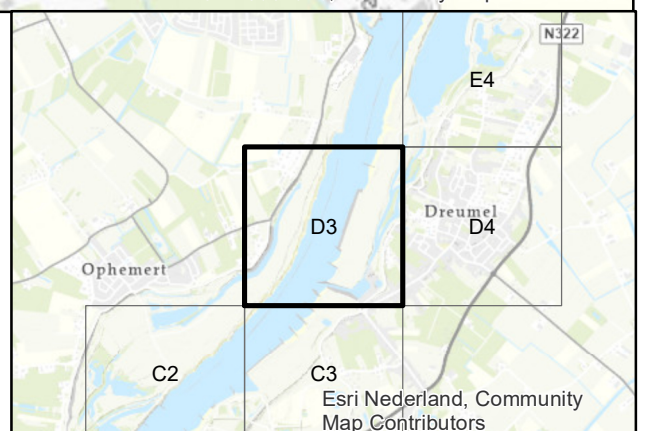 N322
E4
Dreumel
D3
D4
Ophemert
C2
C3
Esri Nederland, Community
Map Contributors